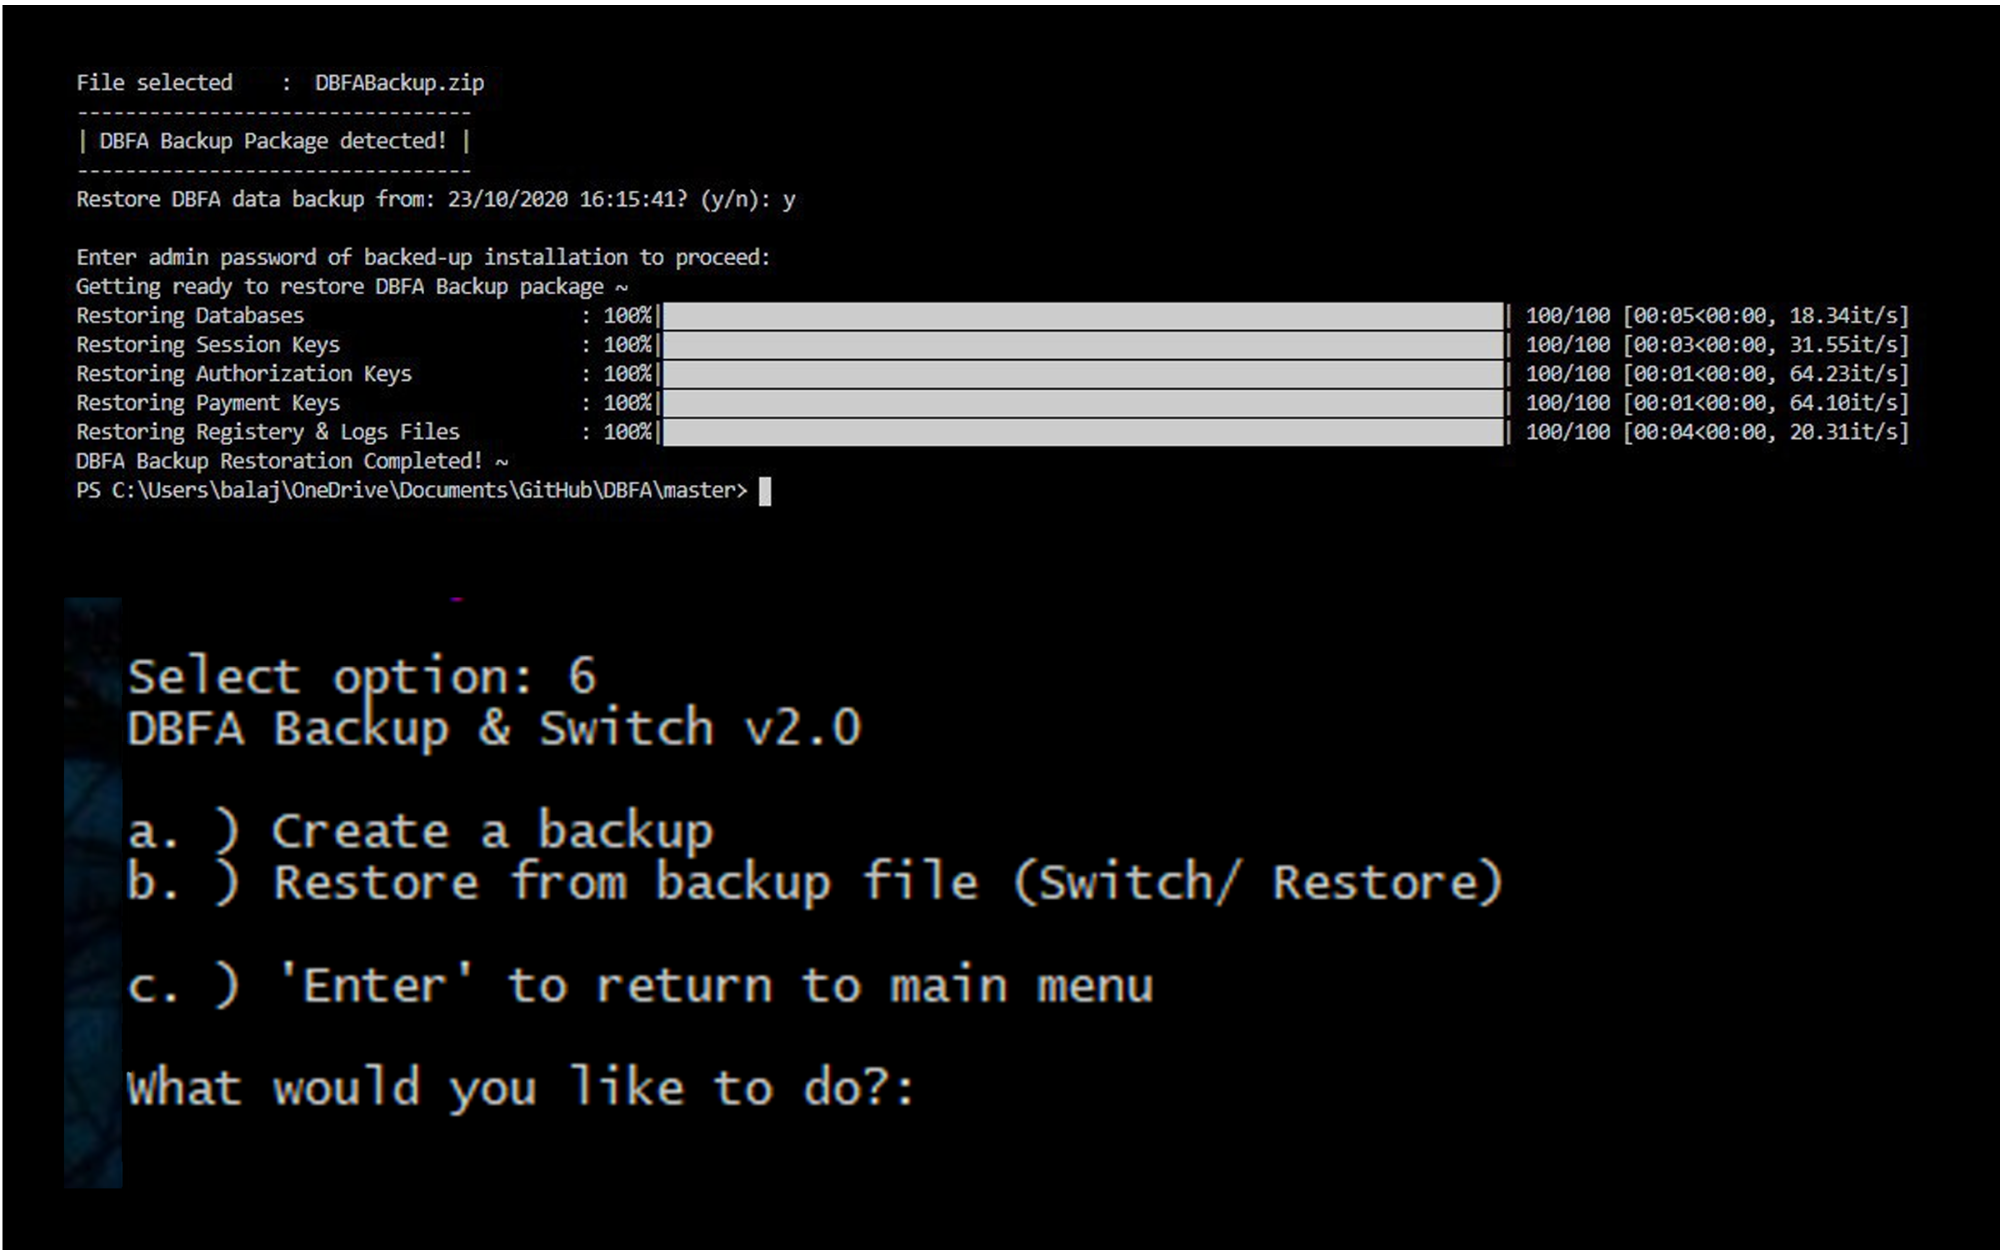 File selected    :  DBFABackup.zip
---------------------------------
| DBFA Backup Package detected! |
---------------------------------
Restore DBFA data backup from: 23/10/2020 16:15:41? (y/n): y
Enter admin password of backed-up installation to proceed:
Getting ready to restore DBFA Backup package ~
Restoring Databases                       : 100%| | 100/100 [00:05<00:00, 18.34it/s]
Restoring Session Keys                    : 100%| | 100/100 [00:03<00:00, 31.55it/s]
Restoring Authorization Keys              : 100%| | 100/100 [00:01<00:00, 64.23it/s]
Restoring Payment Keys                    : 100%| | 100/100 [00:01<00:00, 64.10it/s]
Restoring Registery & Logs Files          : 100%| | 100/100 [00:04<00:00, 20.31it/s]
DBFA Backup Restoration Completed! ~
PS C:\Users\balaj\OneDrive\Documents\GitHub\DBFA\master>
Select option: 6
DBFA Backup & Switch v2.0
a. ) Create a backup
b. ) Restore from backup file (Switch/ Restore)
c. ) 'Enter' to return to main menu
What would you like to do?: